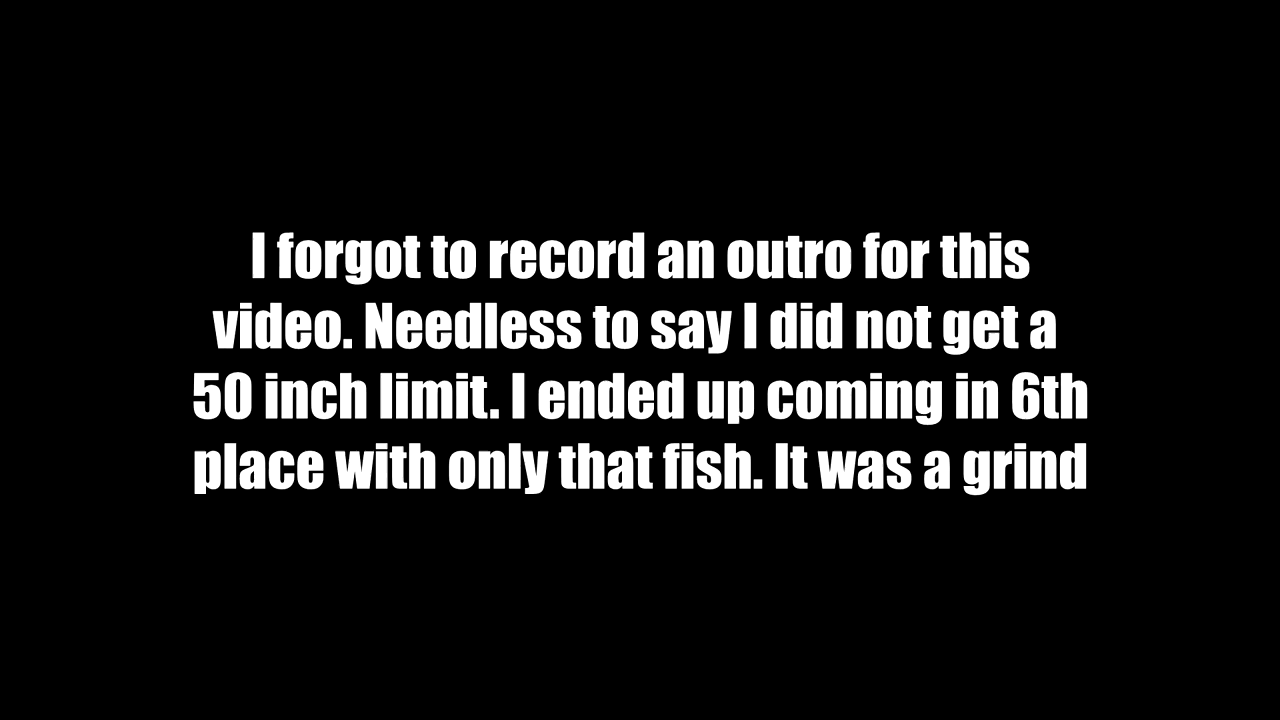 I forgot to record an outro for this
video. Needless to say I did not get a
50 inch limit. I ended up coming in 6th
place with only that fish. It was a grind